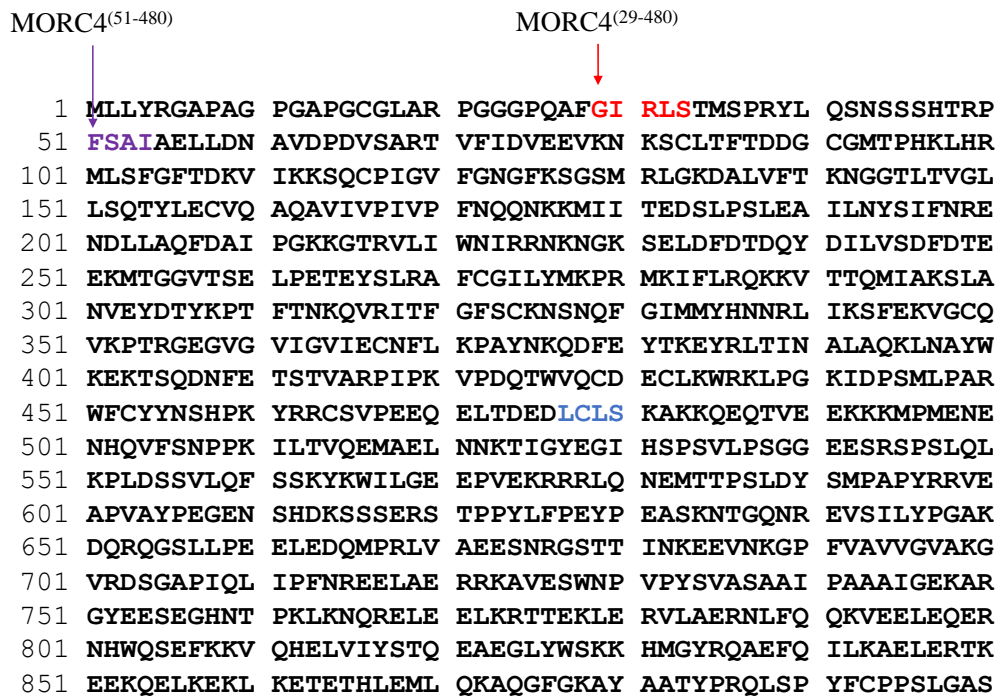 MORC4(51-480) MORC4(29-480)
1 MLLYRGAPAG PGAPGCGLAR PGGGPQAFGI RLSTMSPRYL QSNSSSHTRP
51 FSAIAELLDN AVDPDVSART VFIDVEEVKN KSCLTFTDDG CGMTPHKLHR
101 MLSFGFTDKV IKKSQCPIGV FGNGFKSGSM RLGKDALVFT KNGGTLTVGL
151 LSQTYLECVQ AQAVIVPIVP FNQQNKKMII TEDSLPSLEA ILNYSIFNRE
201 NDLLAQFDAI PGKKGTRVLI WNIRRNKNGK SELDFDTDQY DILVSDFDTE
251 EKMTGGVTSE LPETEYSLRA FCGILYMKPR MKIFLRQKKV TTQMIAKSLA
301 NVEYDTYKPT FTNKQVRITF GFSCKNSNQF GIMMYHNNRL IKSFEKVGCQ
351 VKPTRGEGVG VIGVIECNFL KPAYNKQDFE YTKEYRLTIN ALAQKLNAYW
401 KEKTSQDNFE TSTVARPIPK VPDQTWVQCD ECLKWRKLPG KIDPSMLPAR
451 WFCYYNSHPK YRRCSVPEEQ ELTDEDLCLS KAKKQEQTVE EKKKMPMENE
501 NHQVFSNPPK ILTVQEMAEL NNKTIGYEGI HSPSVLPSGG EESRSPSLQL
551 KPLDSSVLQF SSKYKWILGE EPVEKRRRLQ NEMTTPSLDY SMPAPYRRVE
601 APVAYPEGEN SHDKSSSERS TPPYLFPEYP EASKNTGQNR EVSILYPGAK
651 DQRQGSLLPE ELEDQMPRLV AEESNRGSTT INKEEVNKGP FVAVVGVAKG
701 VRDSGAPIQL IPFNREELAE RRKAVESWNP VPYSVASAAI PAAAIGEKAR
751 GYEESEGHNT PKLKNQRELE ELKRTTEKLE RVLAERNLFQ QKVEELEQER
801 NHWQSEFKKV QHELVIYSTQ EAEGLYWSKK HMGYRQAEFQ ILKAELERTK
851 EEKQELKEKL KETETHLEML QKAQGFGKAY AATYPRQLSP YFCPPSLGAS